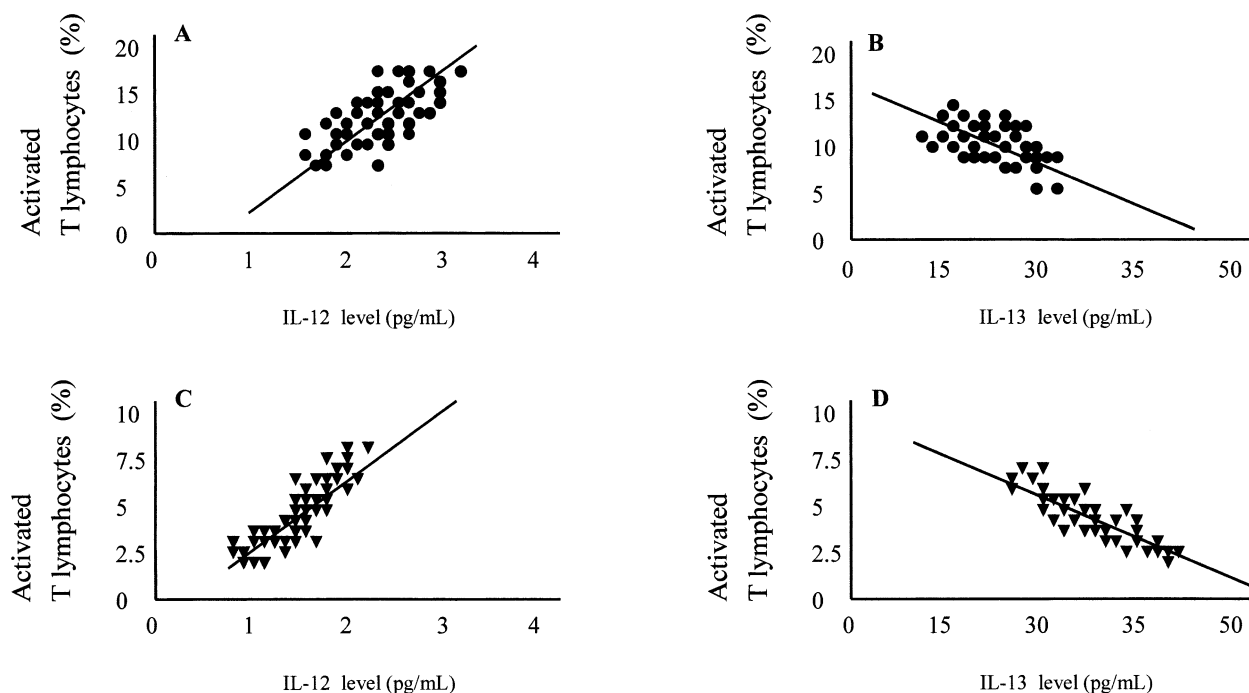 A
Activated
T lymphocytes (%)
20
15
10
5
0
0 1 2 3 4
IL-12 level (pg/mL)
B
Activated
T lymphocytes (%)
20
15
10
5
0
0 15 30 35 50
IL-13 level (pg/mL)
C
Activated
T lymphocytes (%)
10
7.5
5
2.5
0
0 1 2 3 4
IL-12 level (pg/mL)
D
Activated
T lymphocytes (%)
10
7.5
5
2.5
0
0 15 30 35 50
IL-13 level (pg/mL)